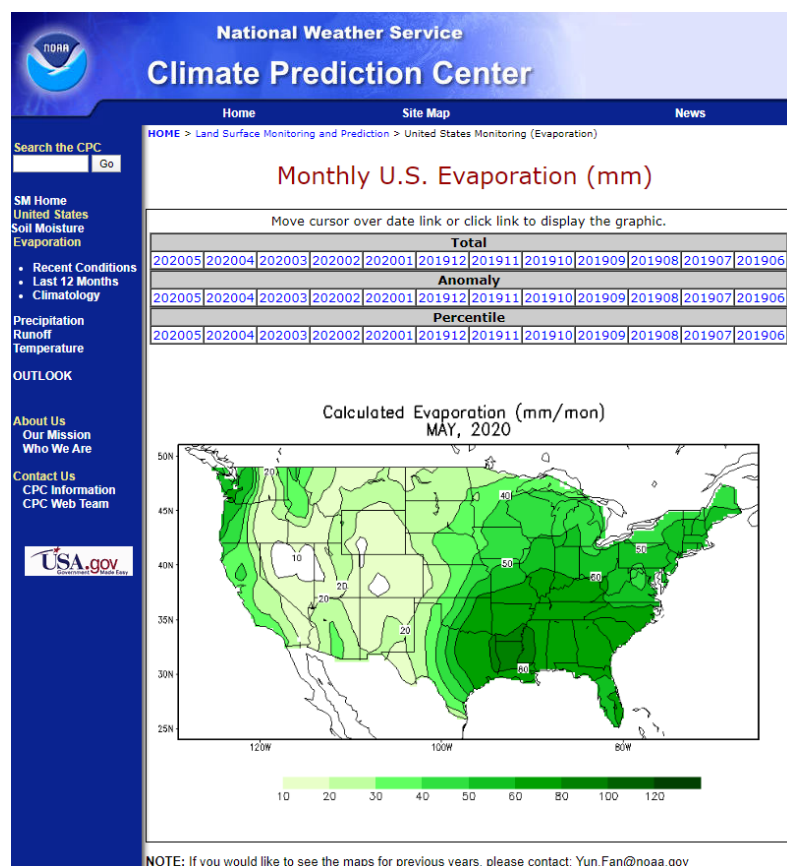 NOAA
National Weather Service
Climate Prediction Center
Home Site Map News
HOME > Land Surface Monitoring and Prediction > United States Monitoring (Evaporation)
Search the CPC
Go
SM Home
United States
Soil Moisture
Evaporation
• Recent Conditions
• Last 12 Months
• Climatology
Precipitation
Runoff
Temperature
OUTLOOK
About Us
Our Mission
Who We Are
Contact Us
CPC Information
CPC Web Team
USA.gov
Government Made Easy
Monthly U.S. Evaporation (mm)
Move cursor over date link or click link to display the graphic.
Total
202005 202004 202003 202002 202001 201912 201911 201910 201909 201908 201907 201906
Anomaly
202005 202004 202003 202002 202001 201912 201911 201910 201909 201908 201907 201906
Percentile
202005 202004 202003 202002 202001 201912 201911 201910 201909 201908 201907 201906
Calculated Evaporation (mm/mon)
MAY, 2020
50N
20
40
45N
50
10
50
40N
60
20
20
35N
20
30N
80
25N
120W 100W 80W
10 20 30 40 50 60 80 100 120
NOTE: If you would like to see the maps for previous years, please contact: Yun.Fan@noaa.gov